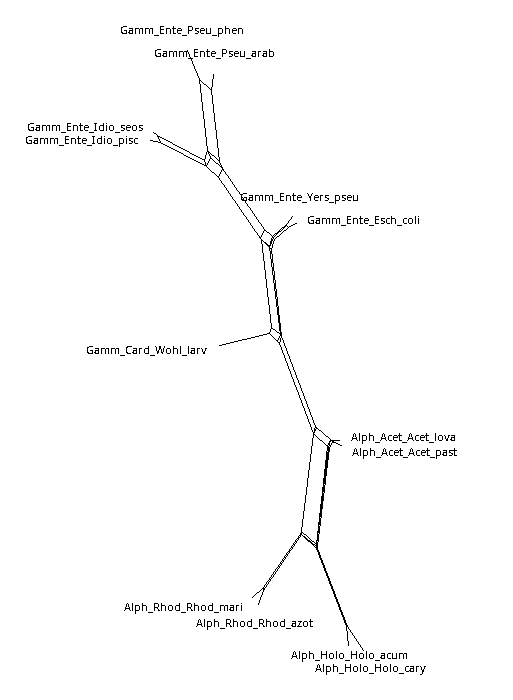 Gamm_Ente_Pseu_phen
Gamm_Ente_Pseu_arab
Gamm_Ente_Idio_seos
Gamm_Ente_Idio_pisc
Gamm_Ente_Yers_pseu
Gamm_Ente_Esch_coli
Gamm_Card_Wohl_larv
Alph_Acet_Acet_lova
Alph_Acet_Acet_past
Alph_Rhod_Rhod_mari
Alph_Rhod_Rhod_azot
Alph_Holo_Holo_acum
Alph_Holo_Holo_cary